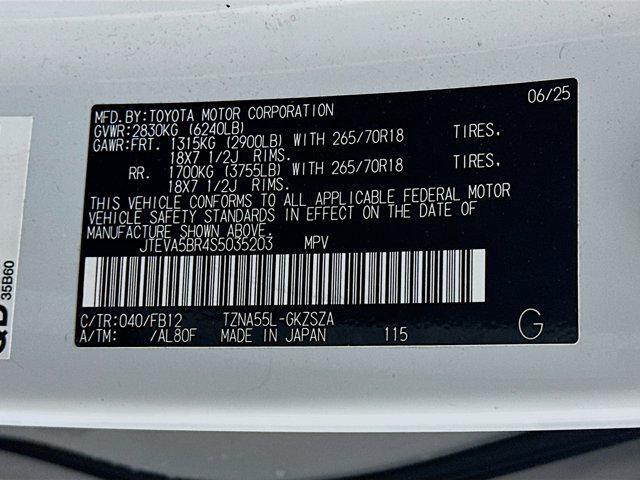 06/25
MFD.BY:TOYOTA MOTOR CORPORATION
GVWR:2830KG (6240LB)
GAWR:FRT. 1315KG (2900LB) WITH 265/70R18 TIRES,
18X7 1/2J RIMS.
RR. 1700KG (3755LB) WITH 265/70R18 TIRES,
18X7 1/2J RIMS.
THIS VEHICLE CONFORMS TO ALL APPLICABLE FEDERAL MOTOR
VEHICLE SAFETY STANDARDS IN EFFECT ON THE DATE OF
MANUFACTURE SHOWN ABOVE.
JTEVA5BR4S5035203 MPV
C/TR:040/FB12 TZNA55L-GKZSZA
A/TM: /AL80F MADE IN JAPAN 115
G
35B60